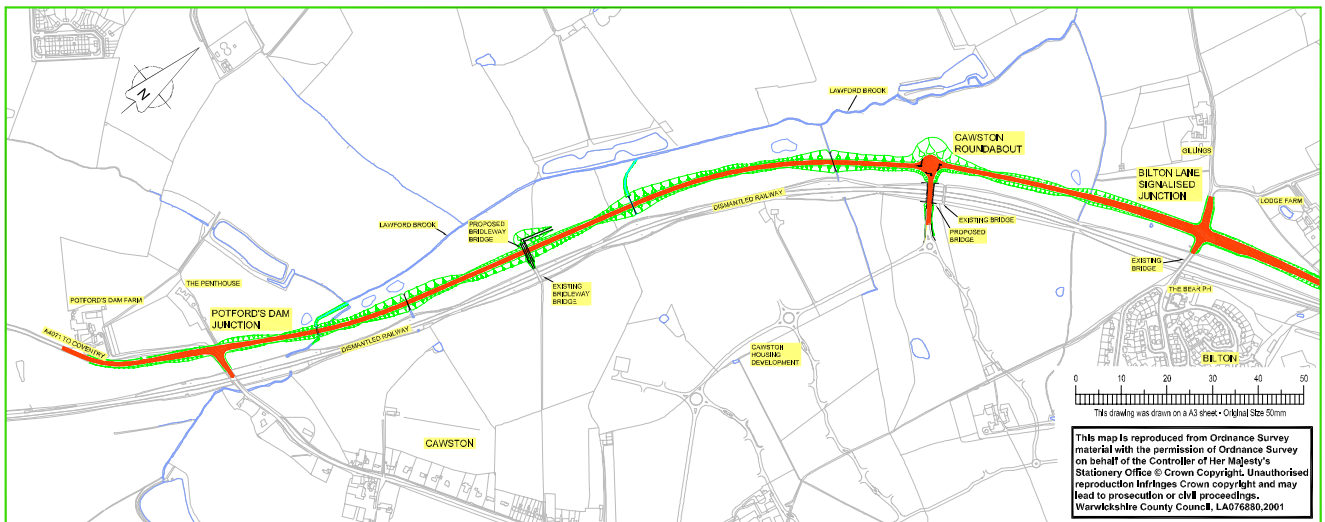 N
LAWFORD BROOK
CAWSTON
ROUNDABOUT
GILLINGS
BILTON LANE
SIGNALISED
JUNCTION
LODGE FARM
DISMANTLED RAILWAY
LAWFORD BROOK
PROPOSED
BRIDLEWAY
BRIDGE
EXISTING BRIDGE
PROPOSED
BRIDGE
EXISTING
BRIDGE
THE PENTHOUSE
POTFORD'S DAM FARM
EXISTING
BRIDLEWAY
BRIDGE
THE BEAR PH
POTFORD'S DAM
JUNCTION
A4071 TO COVENTRY
DISMANTLED RAILWAY
CAWSTON
HOUSING
DEVELOPMENT
BILTON
0 10 20 30 40 50
This drawing was drawn on a A3 sheet - Original Size 50mm
CAWSTON
This map is reproduced from Ordnance Survey
material with the permission of Ordnance Survey
on behalf of the Controller of Her Majesty's
Stationery Office © Crown Copyright. Unauthorised
reproduction infringes Crown copyright and may
lead to prosecution or civil proceedings.
Warwickshire County Council, LA076880,2001